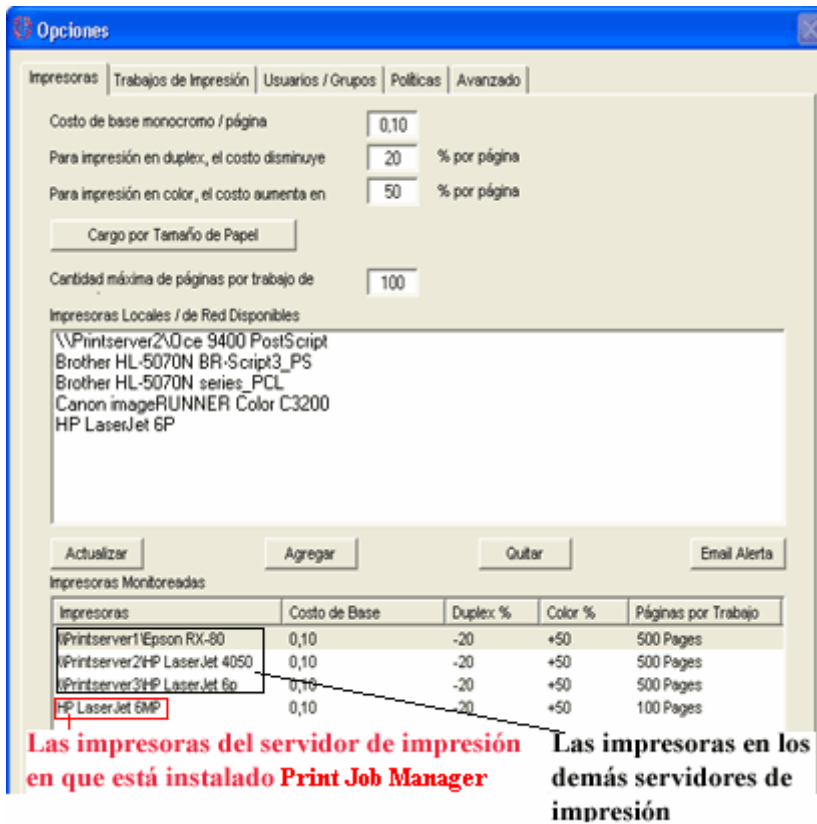 Opciones
Impresoras Trabajos de Impresión Usuarios / Grupos Políticas Avanzado
Costo de base monocromo / página 0,10
Para impresión en duplex, el costo disminuye 20 % por página
Para impresión en color, el costo aumenta en 50 % por página
Cargo por Tamaño de Papel
Cantidad máxima de páginas por trabajo de 100
Impresoras Locales / de Red Disponibles
\\Printserver2\Oce 9400 PostScript
Brother HL-5070N BR-Script3_PS
Brother HL-5070N series_PCL
Canon imageRUNNER Color C3200
HP LaserJet 6P
Actualizar Agregar Quitar Email Alerta
Impresoras Monitoreadas
Impresoras Costo de Base Duplex % Color % Páginas por Trabajo
\\Printserver1\Epson RX-80 0,10 -20 +50 500 Pages
\\Printserver2\HP LaserJet 4050 0,10 -20 +50 500 Pages
\\Printserver3\HP LaserJet 6p 0,10 -20 +50 500 Pages
HP LaserJet 6MP 0,10 -20 +50 100 Pages
Las impresoras del servidor de impresión
en que está instalado Print Job Manager
Las impresoras en los
demás servidores de
impresión